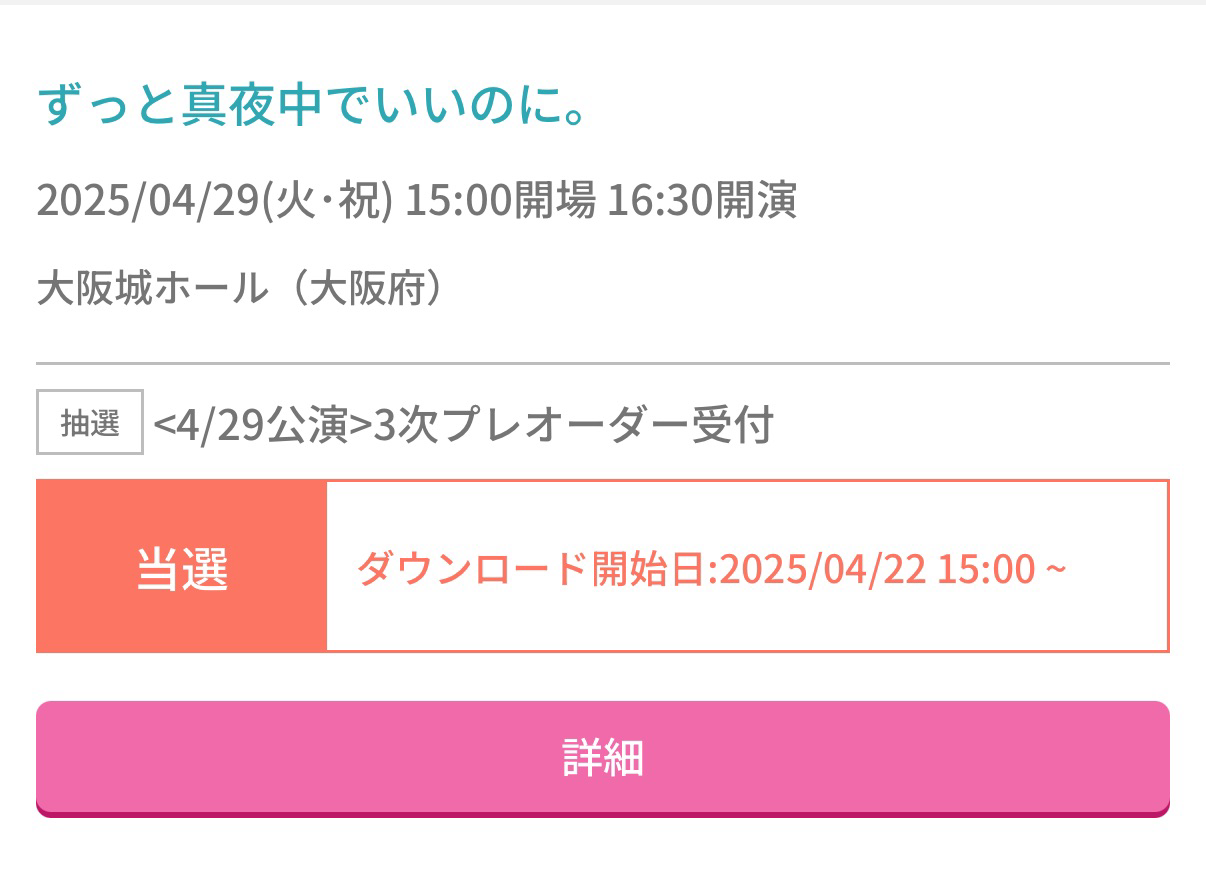 ずっと真夜中でいいのに。
2025/04/29(火･祝) 15:00開場 16:30開演
大阪城ホール（大阪府）
抽選 <4/29公演>3次プレオーダー受付
当選 ダウンロード開始日:2025/04/22 15:00 ~
詳細